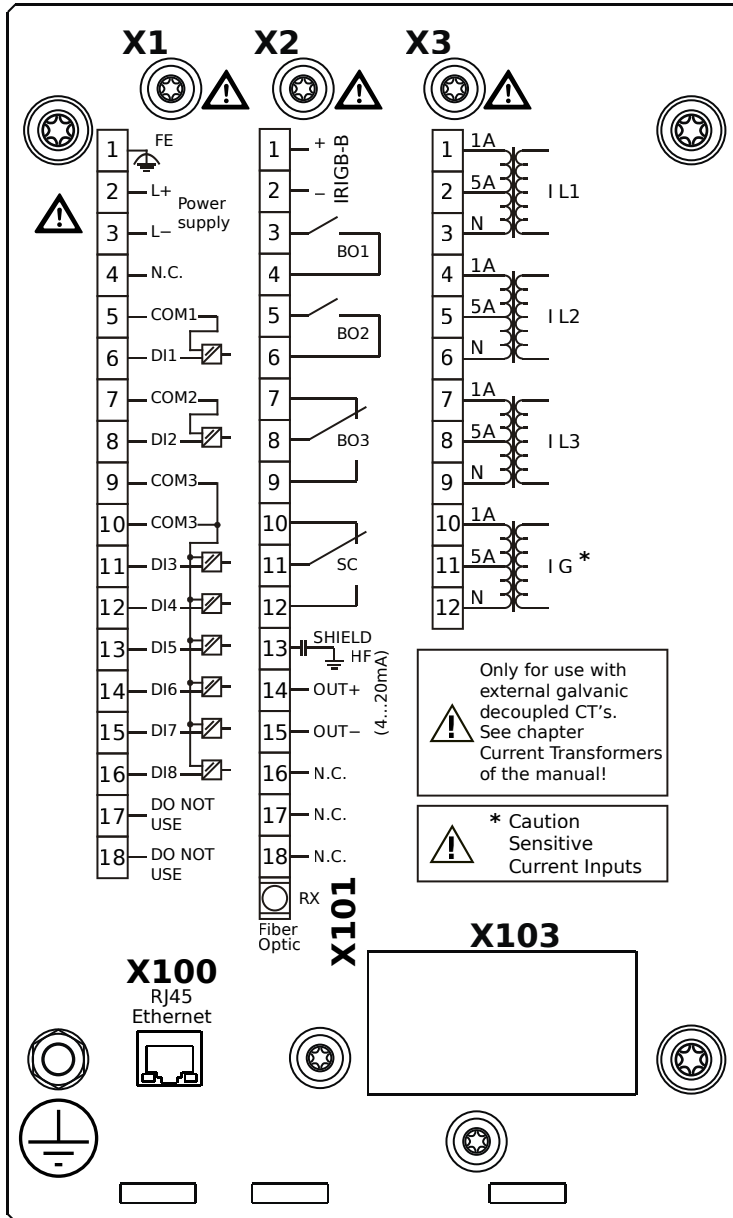 X1
X2
X3
1 FE
2 L+
3 L−
Power
supply
4 N.C.
5 COM1
6 DI1
7 COM2
8 DI2
9 COM3
10 COM3
11 DI3
12 DI4
13 DI5
14 DI6
15 DI7
16 DI8
17 DO NOT
USE
18 DO NOT
USE
1 +
2 −
IRIGB-B
3
4
BO1
5
6
BO2
7
8 BO3
9
10
11 SC
12
13 SHIELD
HF
14 OUT+
15 OUT−
(4...20mA)
16 N.C.
17 N.C.
18 N.C.
RX
Fiber
Optic
X101
1 1A
2 5A I L1
3 N
4 1A
5 5A I L2
6 N
7 1A
8 5A I L3
9 N
10 1A
11 5A I G *
12 N
Only for use with
external galvanic
decoupled CT's.
See chapter
Current Transformers
of the manual!
* Caution
Sensitive
Current Inputs
X100
RJ45
Ethernet
X103